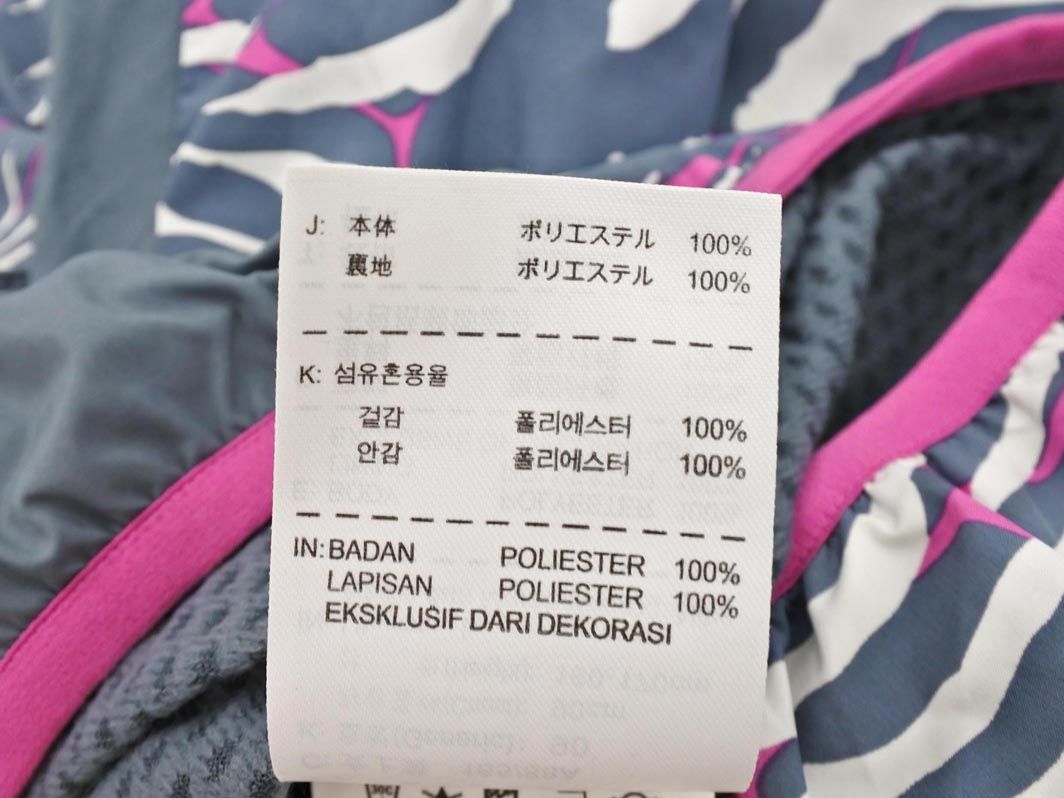 J: 本体 ポリエステル 100%
裏地 ポリエステル 100%
K: 섬유혼용율
겉감 폴리에스터 100%
안감 폴리에스터 100%
IN: BADAN POLIESTER 100%
LAPISAN POLIESTER 100%
EKSKLUSIF DARI DEKORASI